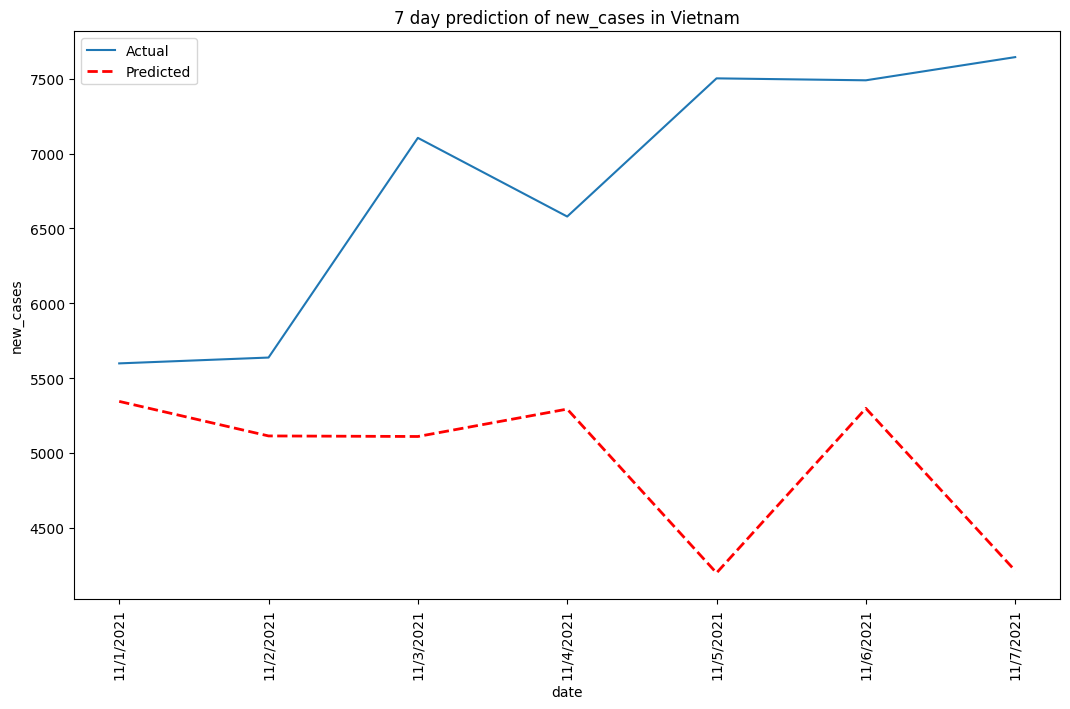 7 day prediction of new_cases in Vietnam
Actual
Predicted
new_cases
7500
7000
6500
6000
5500
5000
4500
11/1/2021
11/2/2021
11/3/2021
11/4/2021
11/5/2021
11/6/2021
11/7/2021
date